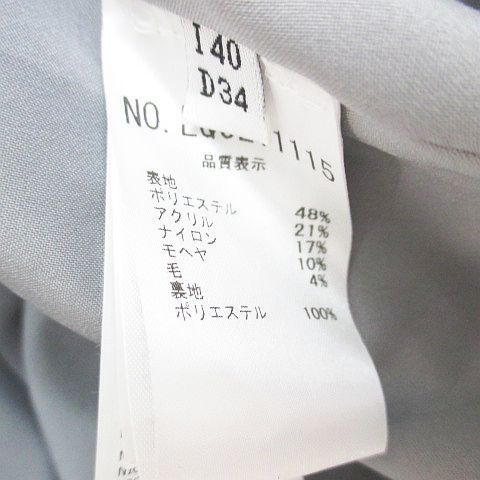 I40
D34
NO. 1115
品質表示
表地
ポリエステル 48%
アクリル 21%
ナイロン 17%
モヘヤ 10%
毛 4%
裏地
ポリエステル 100%